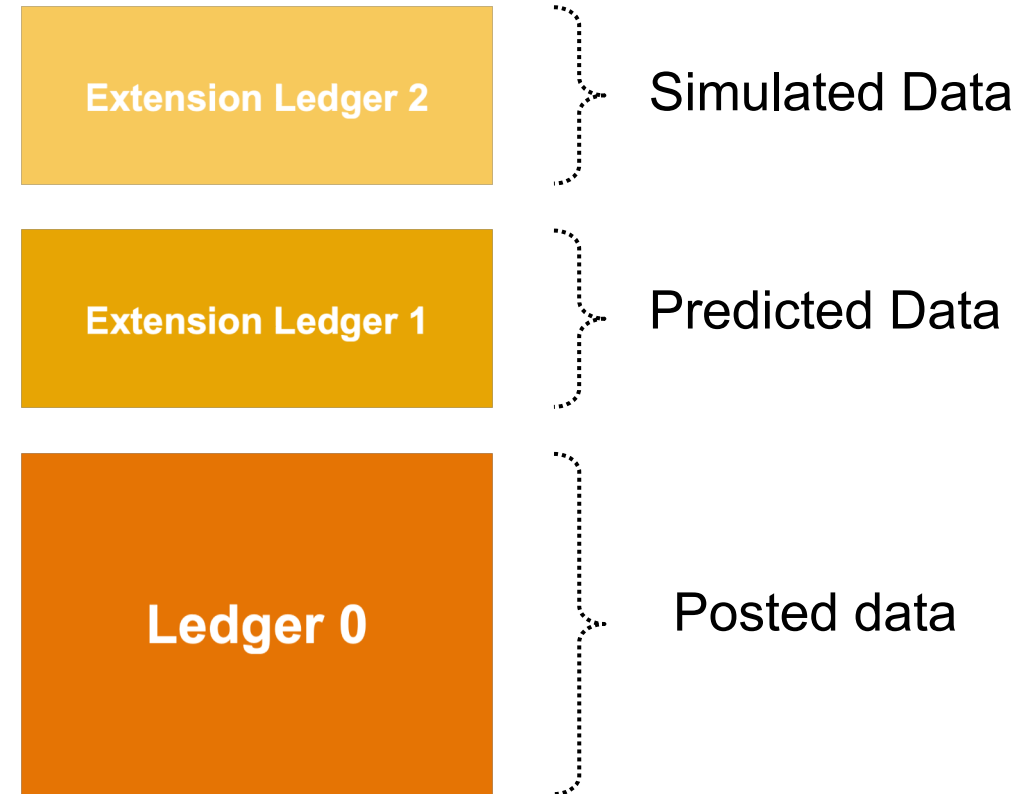 Extension Ledger 2
Simulated Data
Extension Ledger 1
Predicted Data
Ledger 0
Posted data